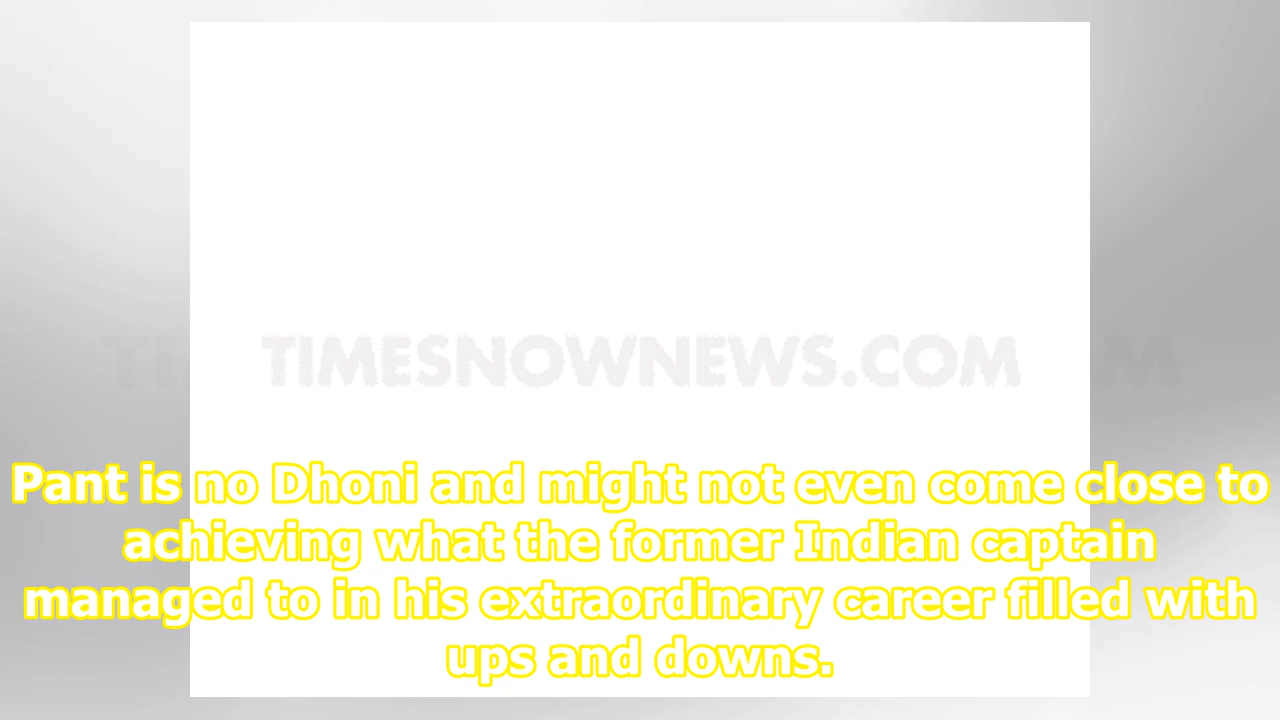 TIMESNOWNEWS.COM
Pant is no Dhoni and might not even come close to
achieving what the former Indian captain
managed to in his extraordinary career filled with
ups and downs.